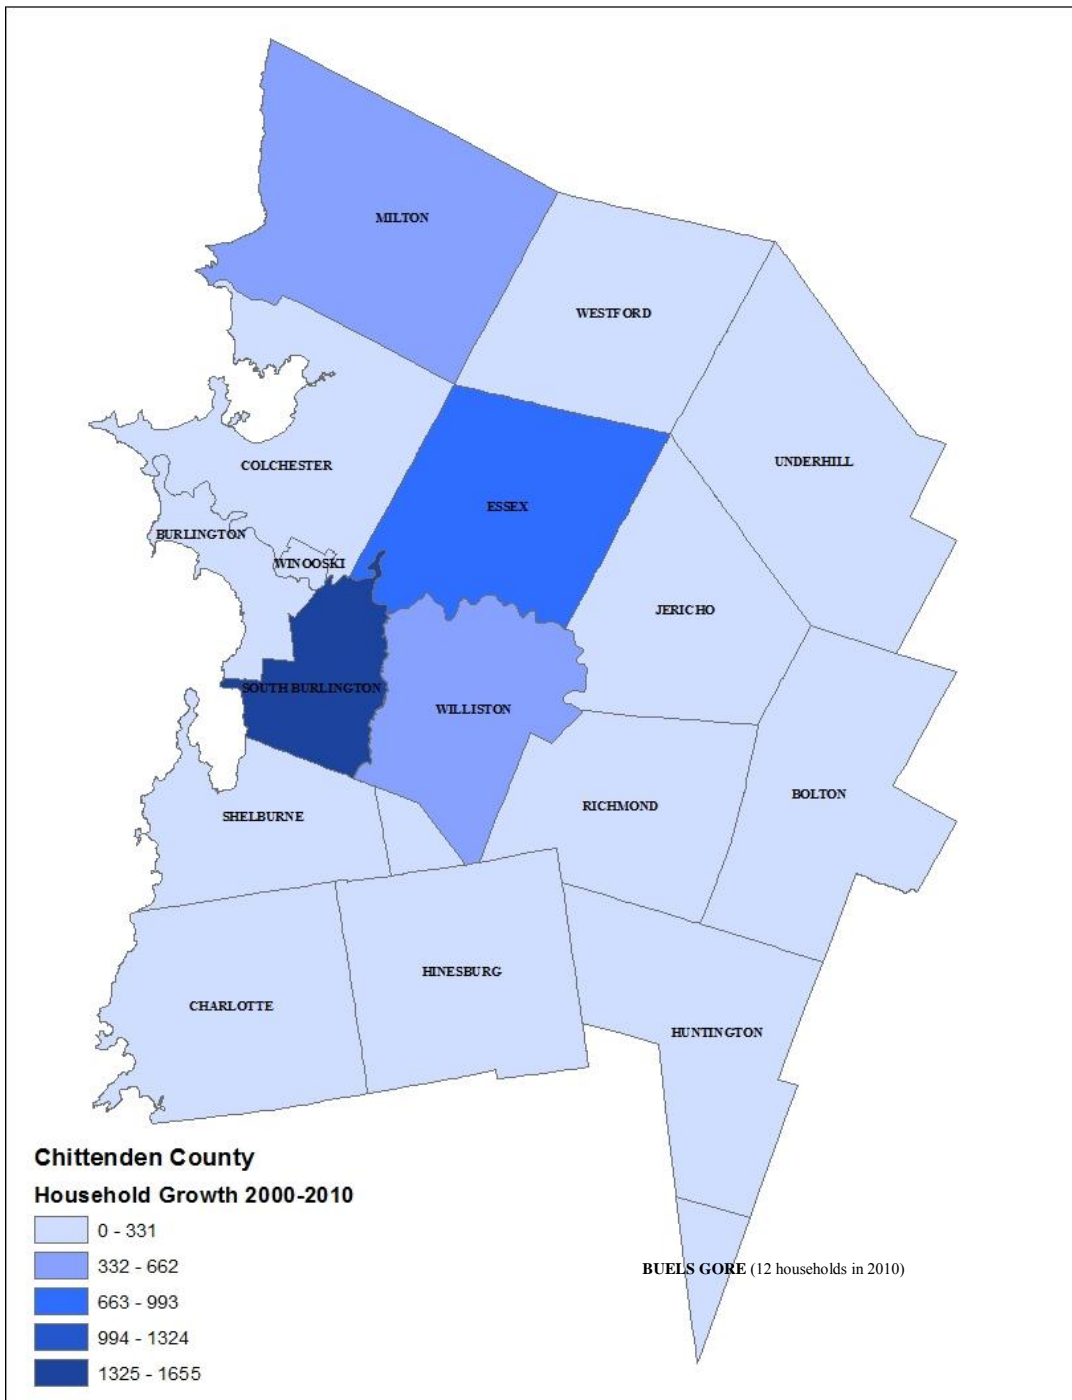 MILTON
WESTFORD
UNDERHILL
COLCHESTER
ESSEX
BURLINGTON
WINOOSKI
JERICHO
SOUTH BURLINGTON
WILLISTON
BOLTON
RICHMOND
SHELBURNE
HINESBURG
CHARLOTTE
HUNTINGTON
Chittenden County
Household Growth 2000-2010
0 - 331
332 - 662
663 - 993
994 - 1324
1325 - 1655
BUELS GORE (12 households in 2010)